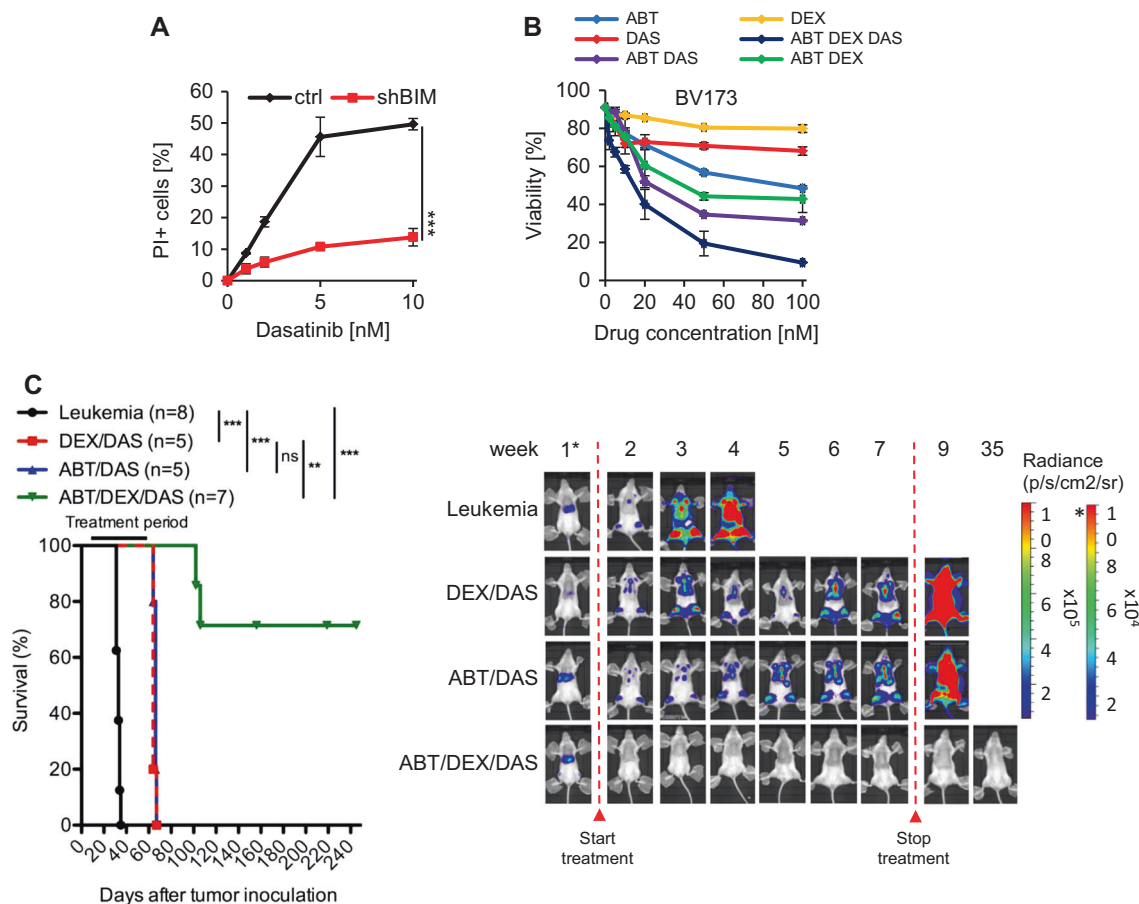 A
ctrl shBIM
60
50
40
30
20
10
0
PI+ cells [%]
***
0 5 10
Dasatinib [nM]
B
ABT DEX
DAS ABT DEX DAS
ABT DAS ABT DEX
BV173
100
80
60
40
20
0
Viability [%]
0 20 40 60 80 100
Drug concentration [nM]
C
Leukemia (n=8)
DEX/DAS (n=5)
ABT/DAS (n=5)
ABT/DEX/DAS (n=7)
*** *** ns ** ***
Treatment period
100
80
60
40
20
0
Survival (%)
0 20 40 60 80 100 120 140 160 180 200 220 240
Days after tumor inoculation
week 1* 2 3 4 5 6 7 9 35
Leukemia
DEX/DAS
ABT/DAS
ABT/DEX/DAS
Start
treatment
Stop
treatment
Radiance
(p/s/cm2/sr)
*
1 1
0 0
8 8
6 6
4 4
2 2
x10⁵ x10⁴